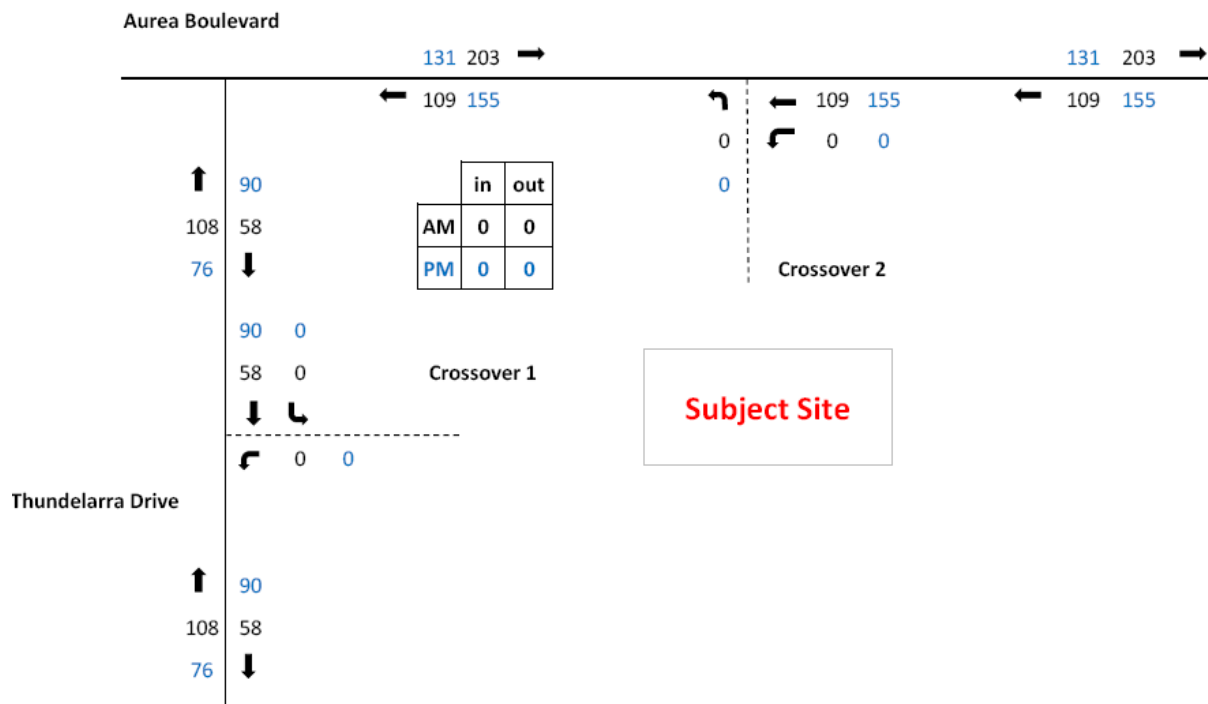 Aurea Boulevard
131 203 131 203
109 155 109 155 109 155
0 0 0
90 in out 0
108 58 AM 0 0
76 PM 0 0 Crossover 2
90 0
58 0 Crossover 1
Subject Site
0 0
Thundelarra Drive
90
108 58
76